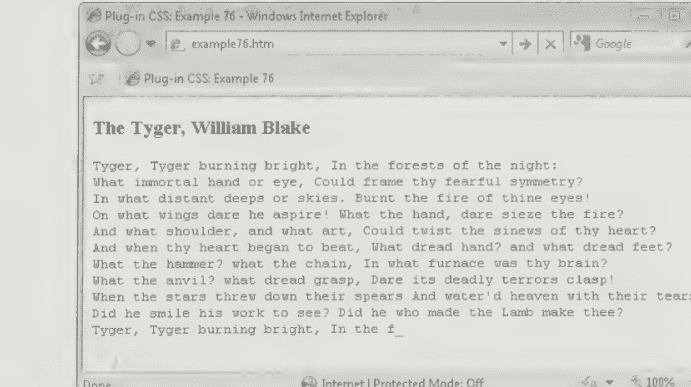 Plug-in CSS: Example 76 - Windows Internet Explorer
example76.htm
Google
Plug-in CSS: Example 76
The Tyger, William Blake
Tyger, Tyger burning bright, In the forests of the night:
What immortal hand or eye, Could frame thy fearful symmetry?
In what distant deeps or skies. Burnt the fire of thine eyes!
On what wings dare he aspire! What the hand, dare sieze the fire?
And what shoulder, and what art, Could twist the sinews of thy heart?
And when thy heart began to beat, What dread hand? and what dread feet?
What the hammer? what the chain, In what furnace was thy brain?
What the anvil? what dread grasp, Dare its deadly terrors clasp!
When the stars threw down their spears And water'd heaven with their tears
Did he smile his work to see? Did he who made the Lamb make thee?
Tyger, Tyger burning bright, In the f_
Done
Internet | Protected Mode: Off
100%